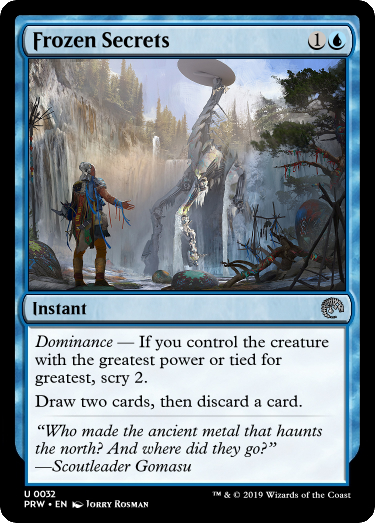 Frozen Secrets
1
Instant
Dominance — If you control the creature
with the greatest power or tied for
greatest, scry 2.
Draw two cards, then discard a card.
“Who made the ancient metal that haunts
the north? And where did they go?”
—Scoutleader Gomasu
U 0032
PRW • EN Jorry Rosman
™ & © 2019 Wizards of the Coast